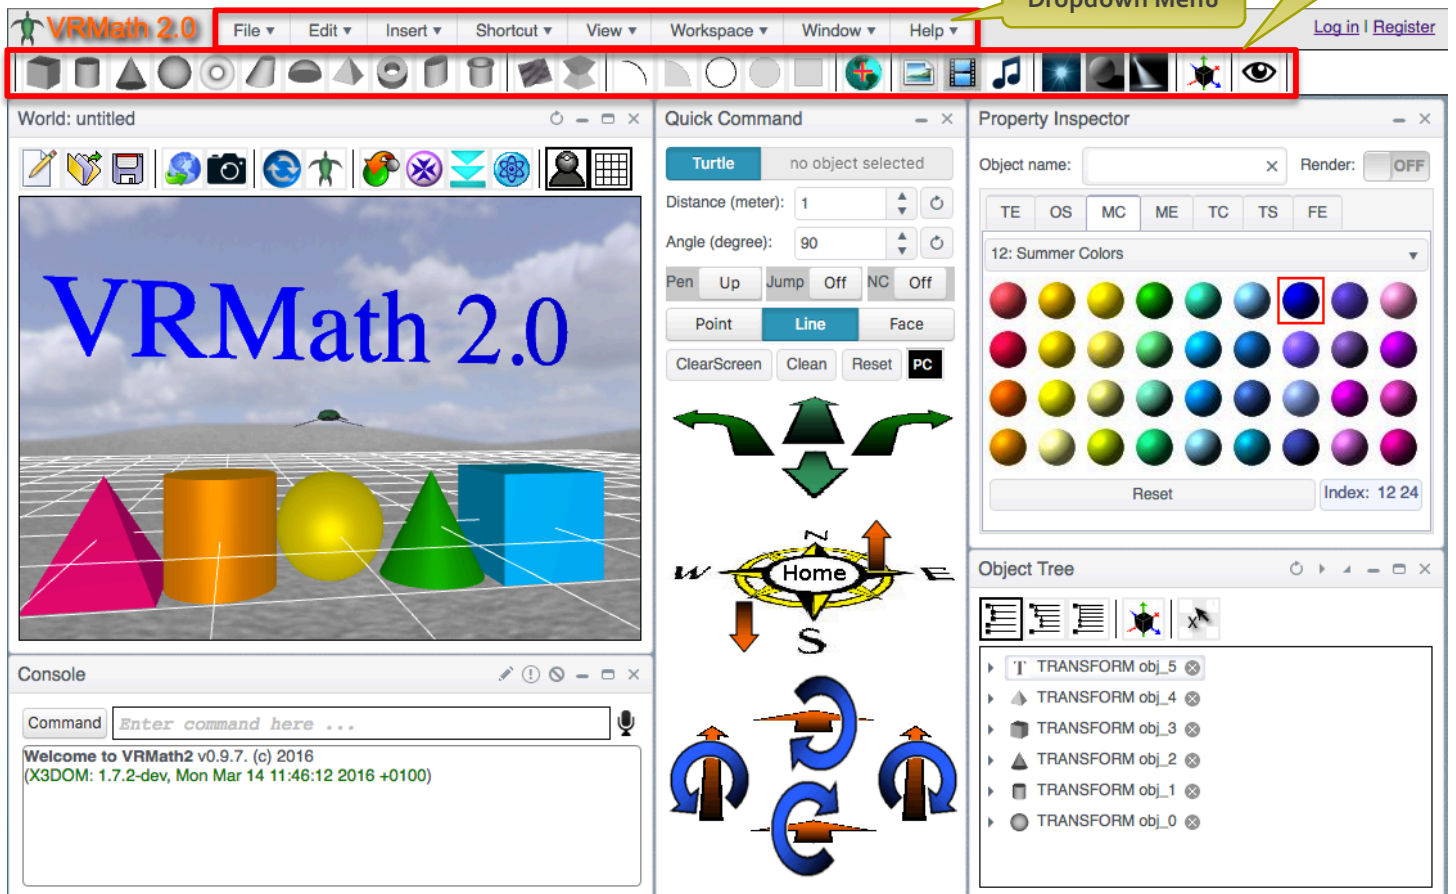 Dropdown Menu
VRMath 2.0
File ▾ Edit ▾ Insert ▾ Shortcut ▾ View ▾ Workspace ▾ Window ▾ Help ▾
Log in | Register
World: untitled
VRMath 2.0
Console
Command Enter command here ...
Welcome to VRMath2 v0.9.7. (c) 2016
(X3DOM: 1.7.2-dev, Mon Mar 14 11:46:12 2016 +0100)
Quick Command
Turtle no object selected
Distance (meter): 1
Angle (degree): 90
Pen Up Jump Off NC Off
Point Line Face
ClearScreen Clean Reset PC
N
W Home E
S
Property Inspector
Object name: Render: OFF
TE OS MC ME TC TS FE
12: Summer Colors
Reset Index: 12 24
Object Tree
X
T TRANSFORM obj_5
TRANSFORM obj_4
TRANSFORM obj_3
TRANSFORM obj_2
TRANSFORM obj_1
TRANSFORM obj_0